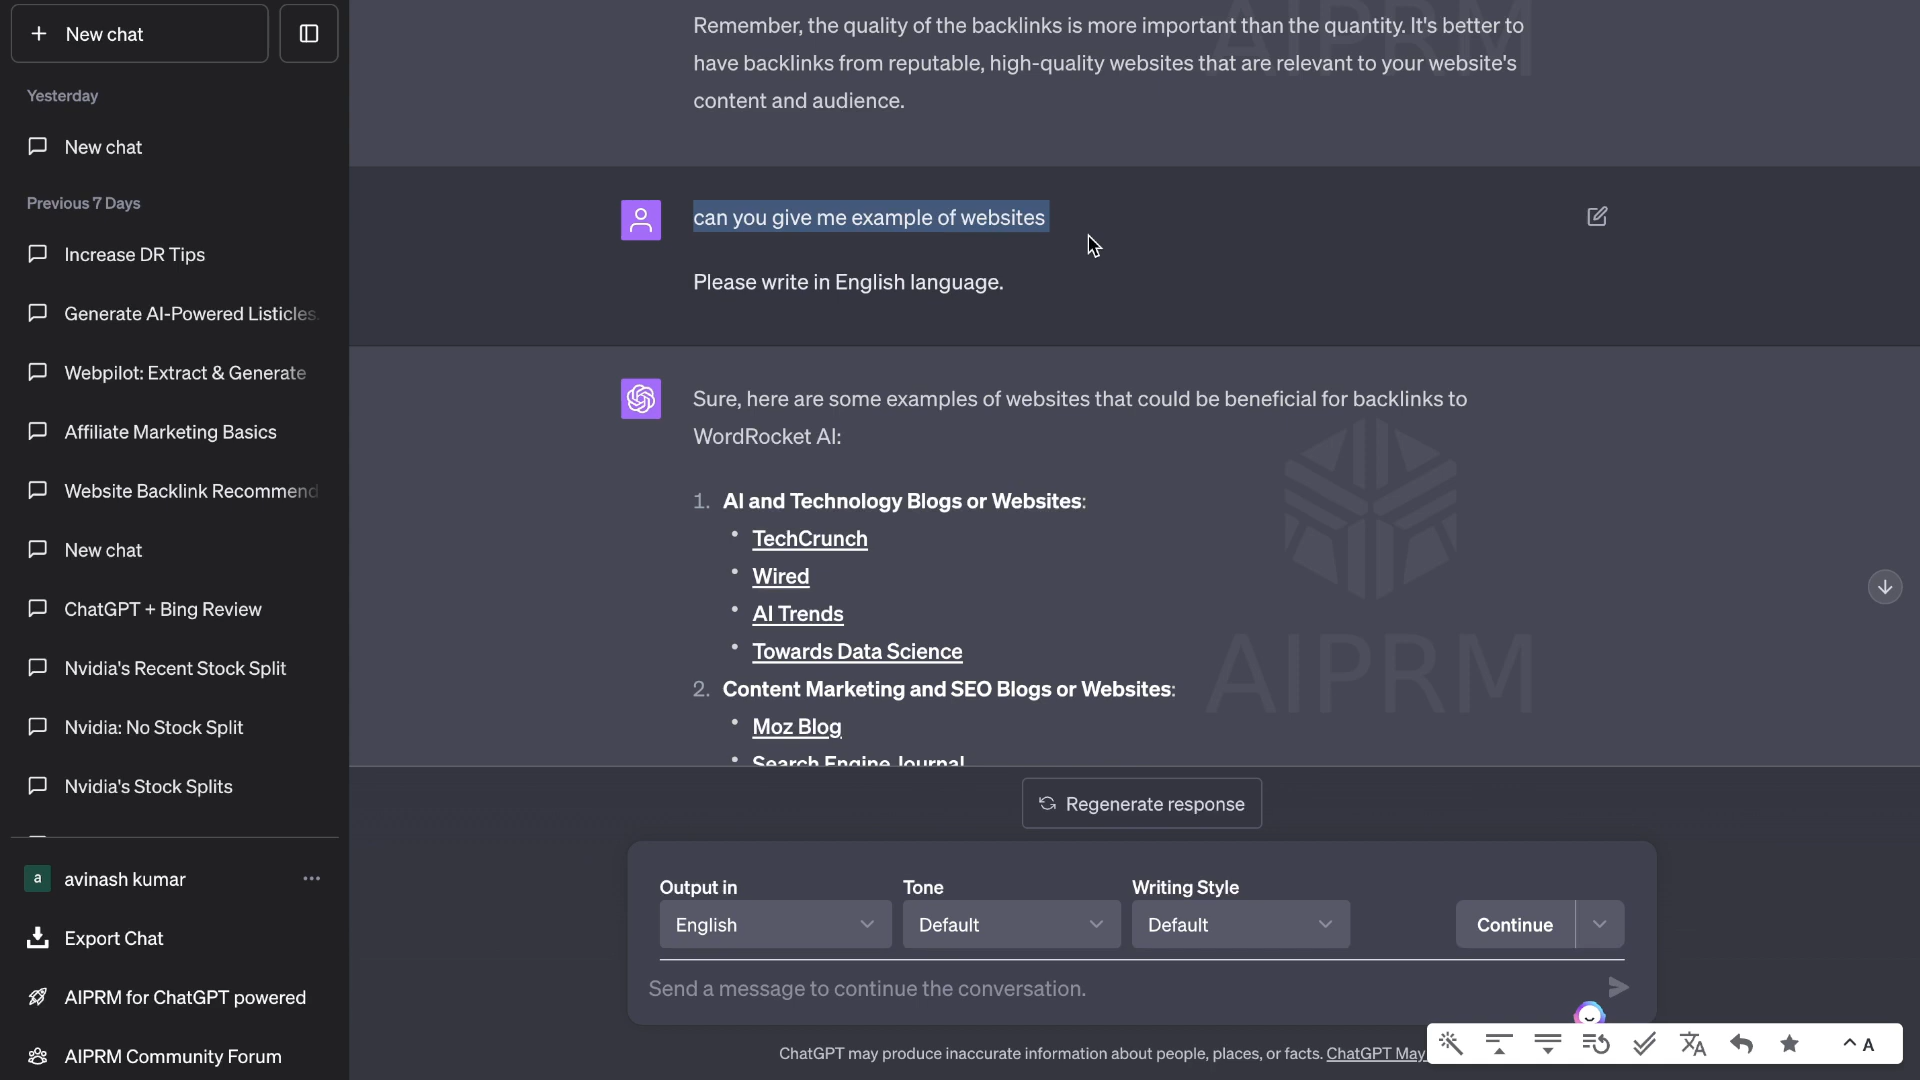 New chat
Yesterday
New chat
Previous 7 Days
Increase DR Tips
Generate AI-Powered Listicles
Webpilot: Extract & Generate
Affiliate Marketing Basics
Website Backlink Recommend
New chat
ChatGPT + Bing Review
Nvidia's Recent Stock Split
Nvidia: No Stock Split
Nvidia's Stock Splits
a
avinash kumar
Export Chat
AIPRM for ChatGPT powered
AIPRM Community Forum
Remember, the quality of the backlinks is more important than the quantity. It's better to
have backlinks from reputable, high-quality websites that are relevant to your website's
content and audience.
AIPRM
can you give me example of websites
Please write in English language.
Sure, here are some examples of websites that could be beneficial for backlinks to
WordRocket AI:
1. AI and Technology Blogs or Websites:
• TechCrunch
• Wired
• AI Trends
• Towards Data Science
2. Content Marketing and SEO Blogs or Websites:
• Moz Blog
• Search Engine Journal
AIPRM
Regenerate response
Output in Tone Writing Style
English Default Default Continue
Send a message to continue the conversation.
ChatGPT may produce inaccurate information about people, places, or facts. ChatGPT May
A